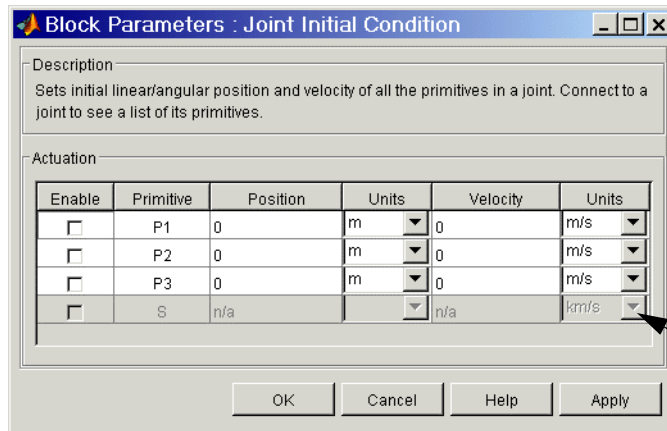 Block Parameters : Joint Initial Condition
Description
Sets initial linear/angular position and velocity of all the primitives in a joint. Connect to a
joint to see a list of its primitives.
Actuation
Enable Primitive Position Units Velocity Units
P1 0 m 0 m/s
P2 0 m 0 m/s
P3 0 m 0 m/s
S n/a n/a km/s
OK Cancel Help Apply